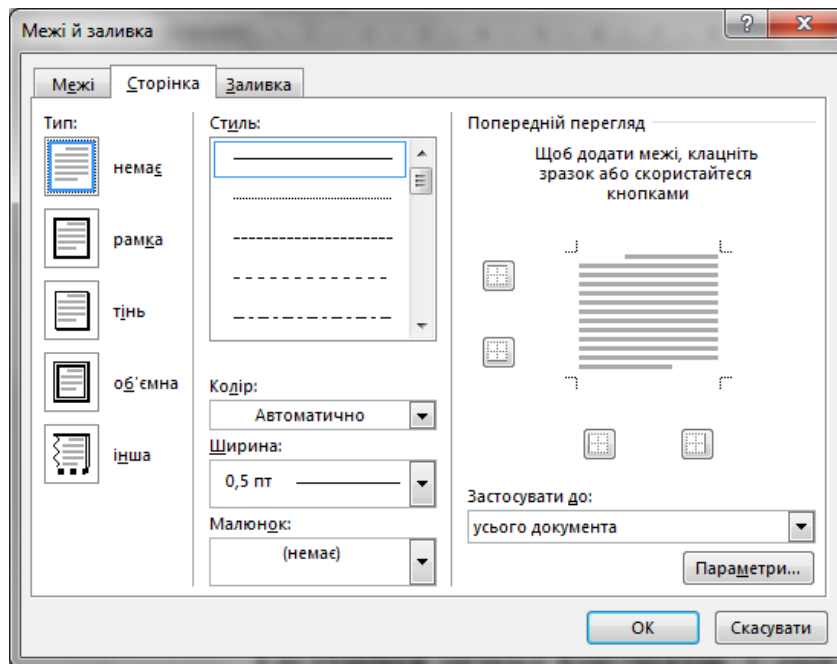 Межі й заливка
Межі
Сторінка
Заливка
Тип:
немає
рамка
тінь
об'ємна
інша
Стиль:
Колір:
Автоматично
Ширина:
0,5 пт
Малюнок:
(немає)
Попередній перегляд
Щоб додати межі, клацніть
зразок або скористайтеся
кнопками
Застосувати до:
усього документа
Параметри...
ОК
Скасувати